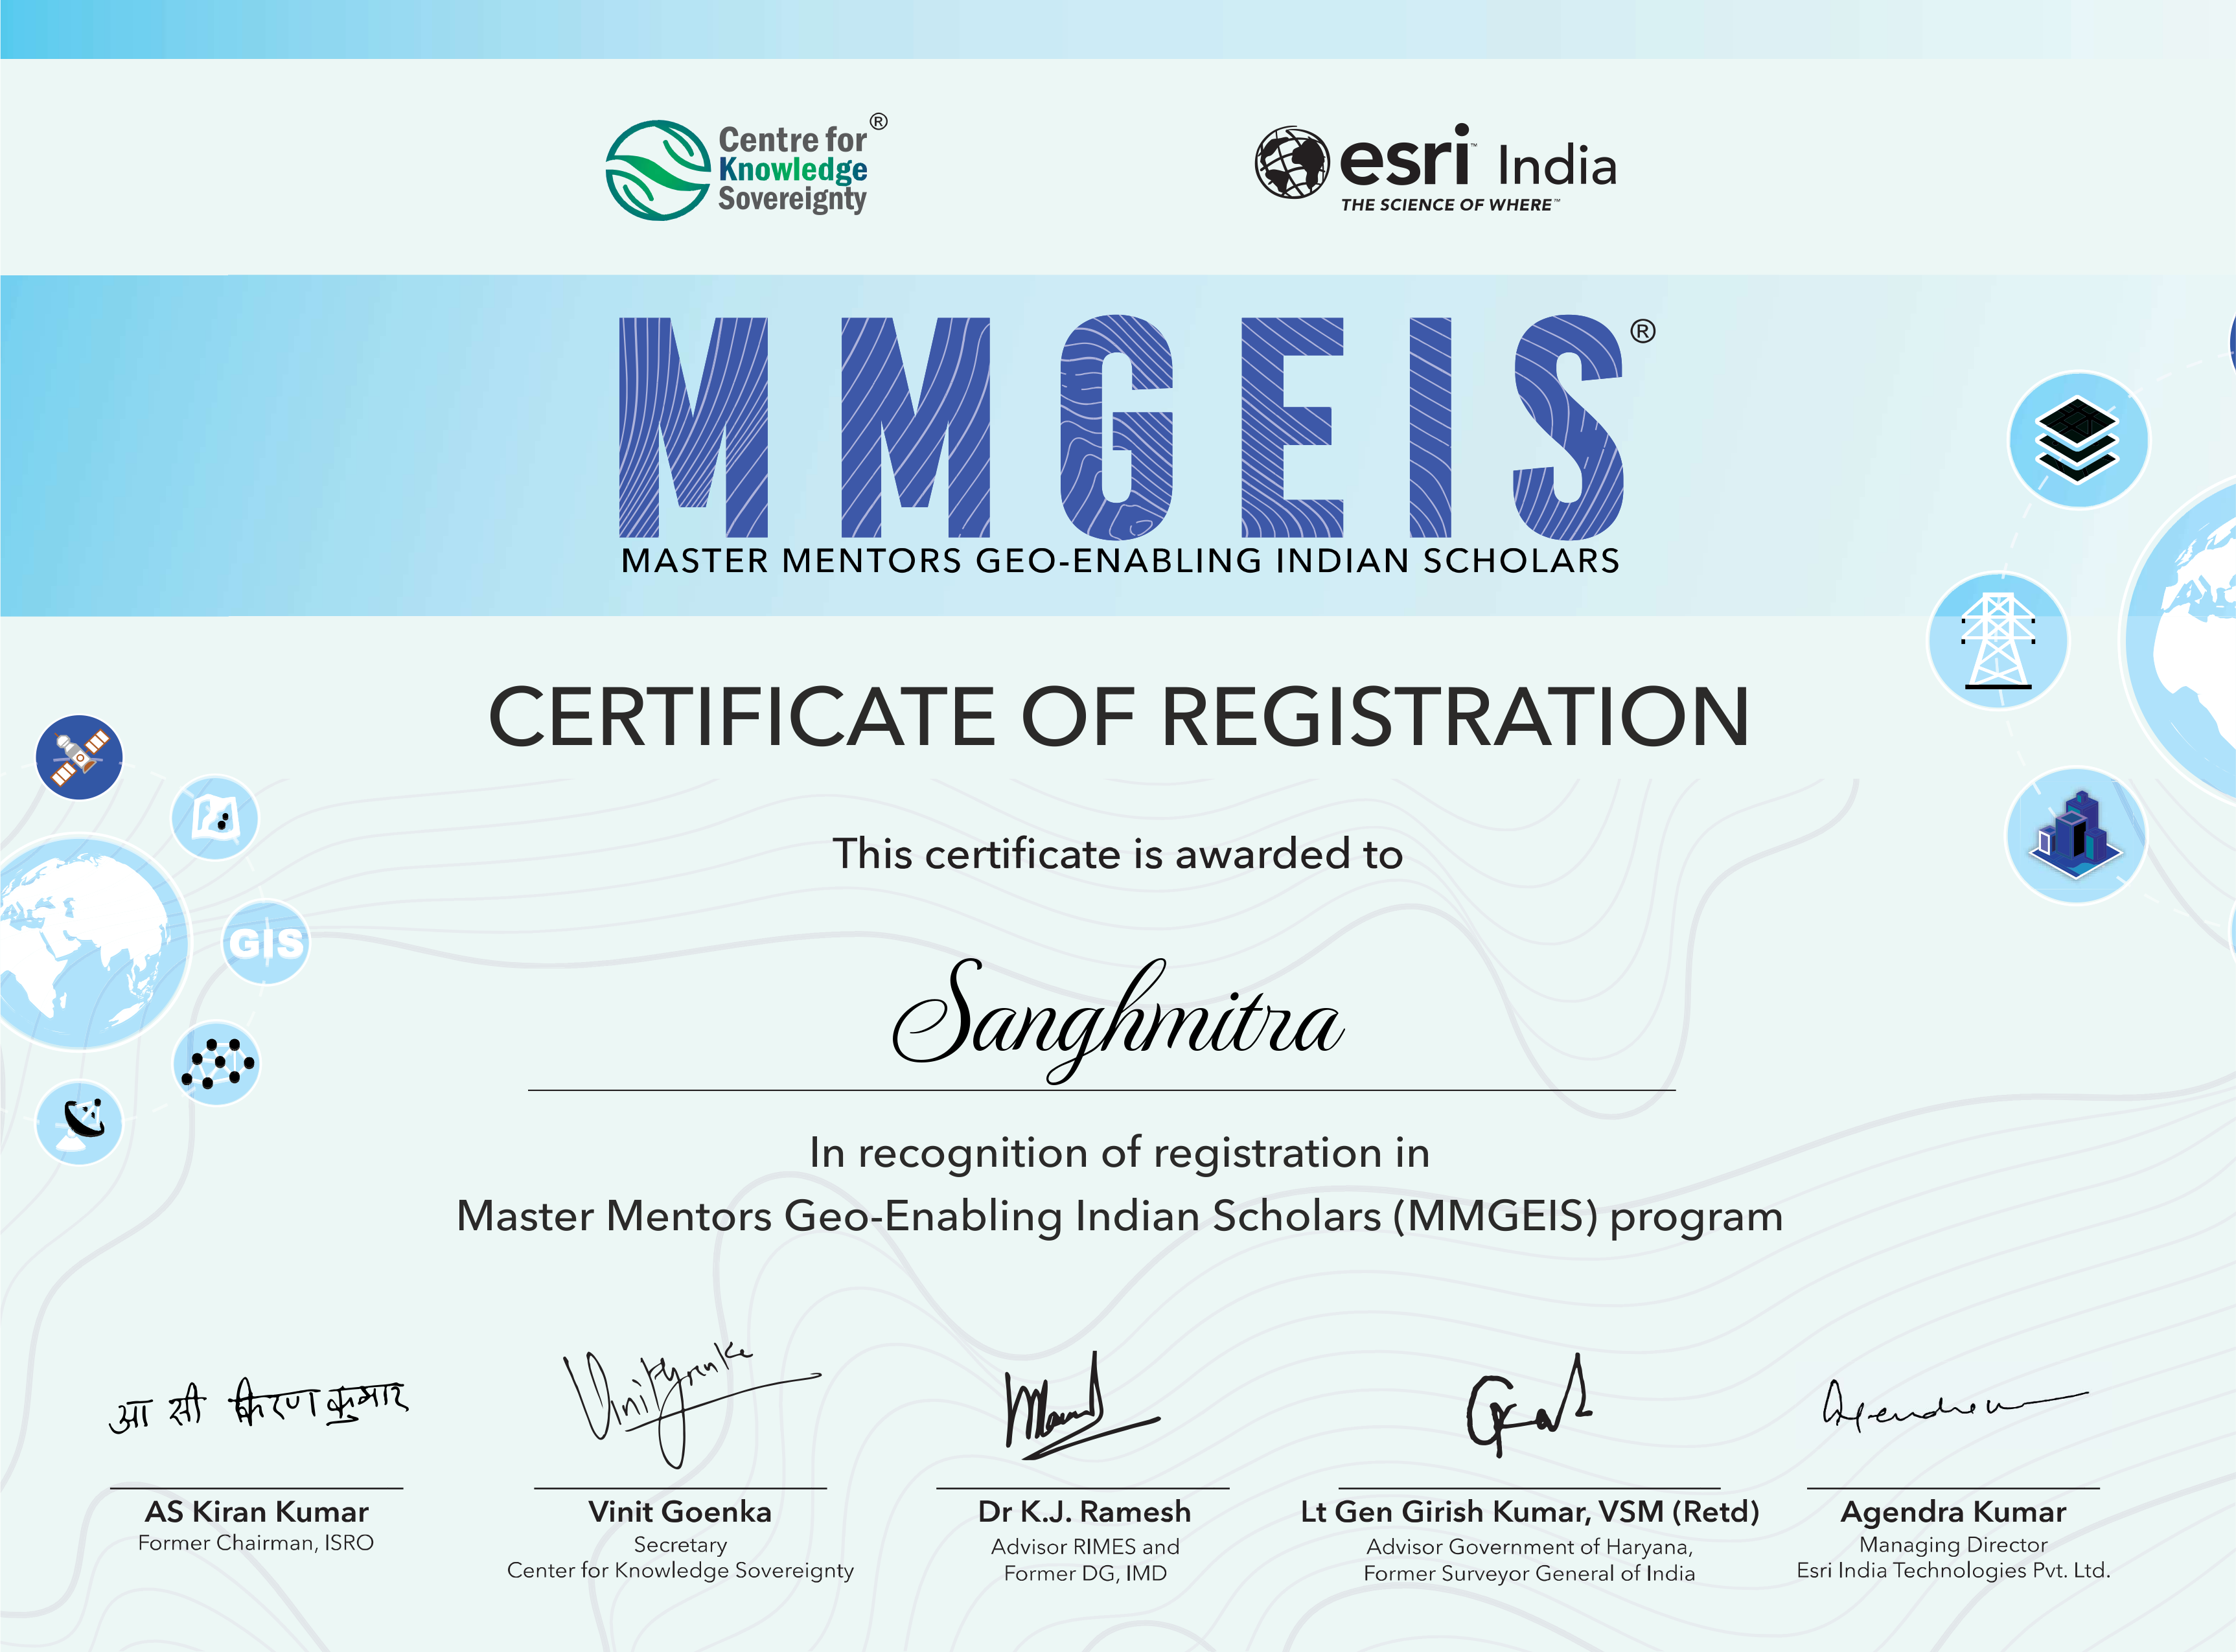 Centre for ®
Knowledge
Sovereignty
esri™ India
THE SCIENCE OF WHERE™
MMGEIS®
MASTER MENTORS GEO-ENABLING INDIAN SCHOLARS
CERTIFICATE OF REGISTRATION
This certificate is awarded to
GIS
Sanghmitra
In recognition of registration in
Master Mentors Geo-Enabling Indian Scholars (MMGEIS) program
आ सी किरण कुमार
AS Kiran Kumar
Former Chairman, ISRO
Vinit Goenka
Secretary
Center for Knowledge Sovereignty
Dr K.J. Ramesh
Advisor RIMES and
Former DG, IMD
Lt Gen Girish Kumar, VSM (Retd)
Advisor Government of Haryana,
Former Surveyor General of India
Agendra Kumar
Managing Director
Esri India Technologies Pvt. Ltd.